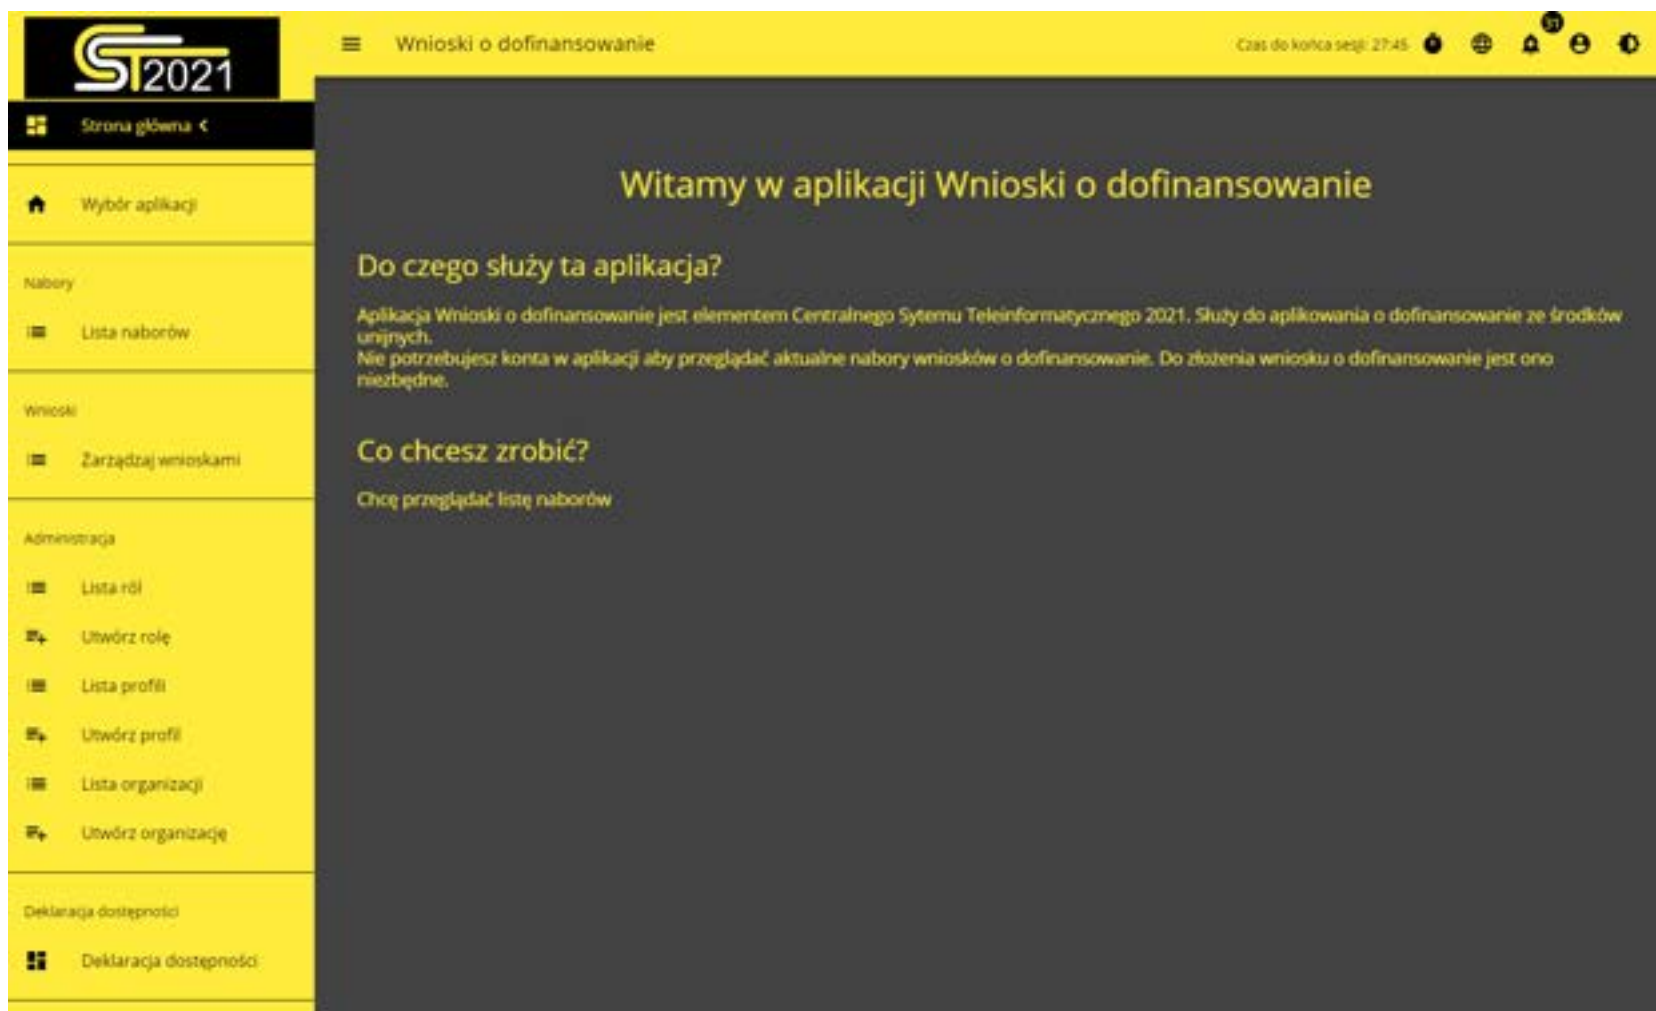 ST2021
Wnioski o dofinansowanie
Czas do końca sesji: 27:45
31
Strona główna <
Wybór aplikacji
Nabory
Lista naborów
Wnioski
Zarządzaj wnioskami
Administracja
Lista ról
Utwórz rolę
Lista profili
Utwórz profil
Lista organizacji
Utwórz organizację
Deklaracja dostępności
Deklaracja dostępności
Witamy w aplikacji Wnioski o dofinansowanie
Do czego służy ta aplikacja?
Aplikacja Wnioski o dofinansowanie jest elementem Centralnego Sytemu Teleinformatycznego 2021. Służy do aplikowania o dofinansowanie ze środków
unijnych.
Nie potrzebujesz konta w aplikacji aby przeglądać aktualne nabory wniosków o dofinansowanie. Do złożenia wniosku o dofinansowanie jest ono
niezbędne.
Co chcesz zrobić?
Chcę przeglądać listę naborów